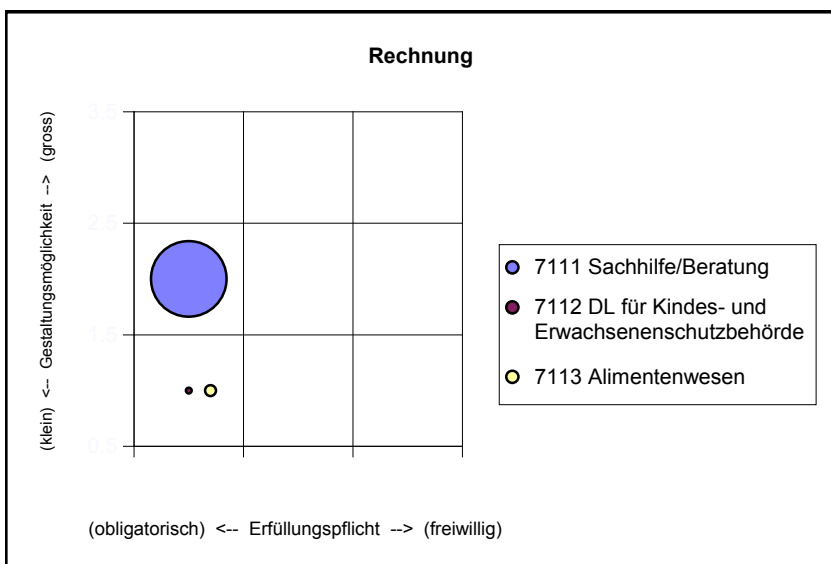 Rechnung
3.5
2.5
1.5
0.5
(klein) <-- Gestaltungsmöglichkeit --> (gross)
7111 Sachhilfe/Beratung
7112 DL für Kindes- und
Erwachsenenschutzbehörde
7113 Alimentenwesen
(obligatorisch) <-- Erfüllungspflicht --> (freiwillig)